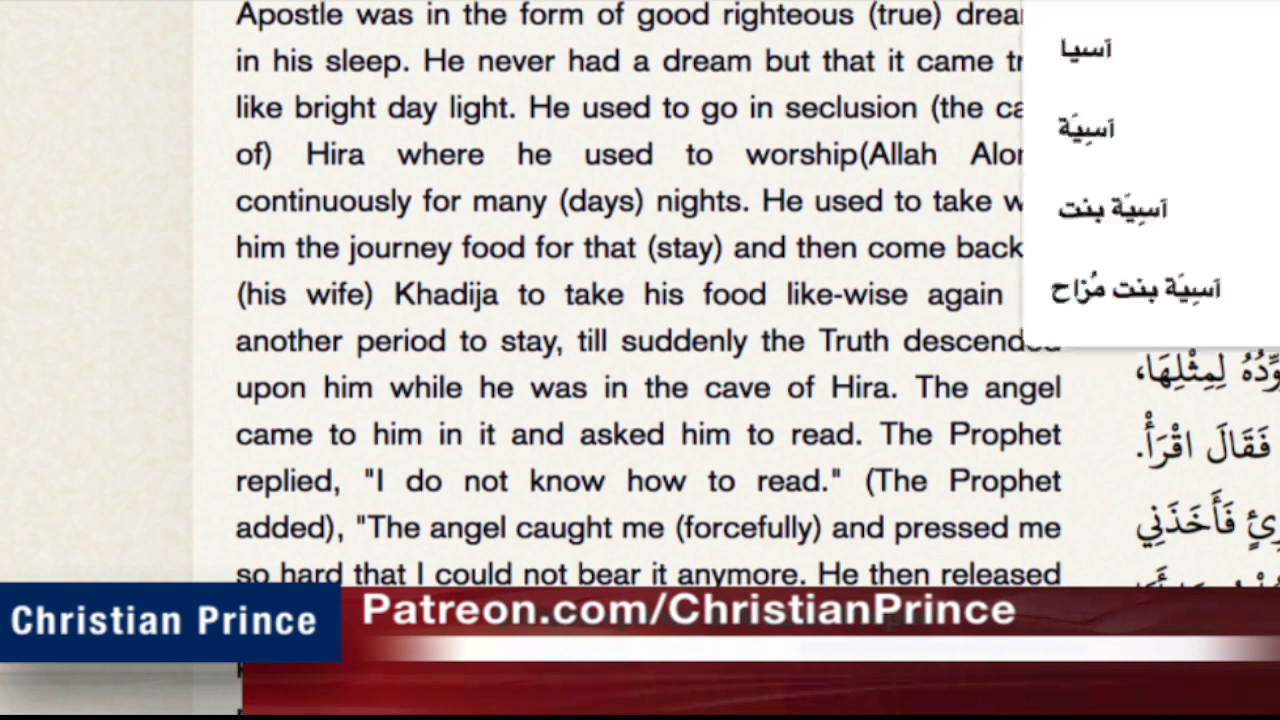 Apostle was in the form of good righteous (true)
in his sleep. He never had a dream but that it came
like bright day light. He used to go in seclusion (the
of) Hira where he used to worship(Allah
continuously for many (days) nights. He used to take
him the journey food for that (stay) and then come back
(his wife) Khadija to take his food like-wise again
another period to stay, till suddenly the Truth descended
upon him while he was in the cave of Hira. The angel
came to him in it and asked him to read. The Prophet
replied, "I do not know how to read." (The Prophet
added), "The angel caught me (forcefully) and pressed me
so hard that I could not bear it anymore. He then released
آسيا
آسِيَة
آسِيَة بنت
آسِيَة بنت مُزاح
لِمِثْلِهَا،
فَقَالَ اقْرَأْ.
فَأَخَذَنِي
Christian Prince
Patreon.com/ChristianPrince